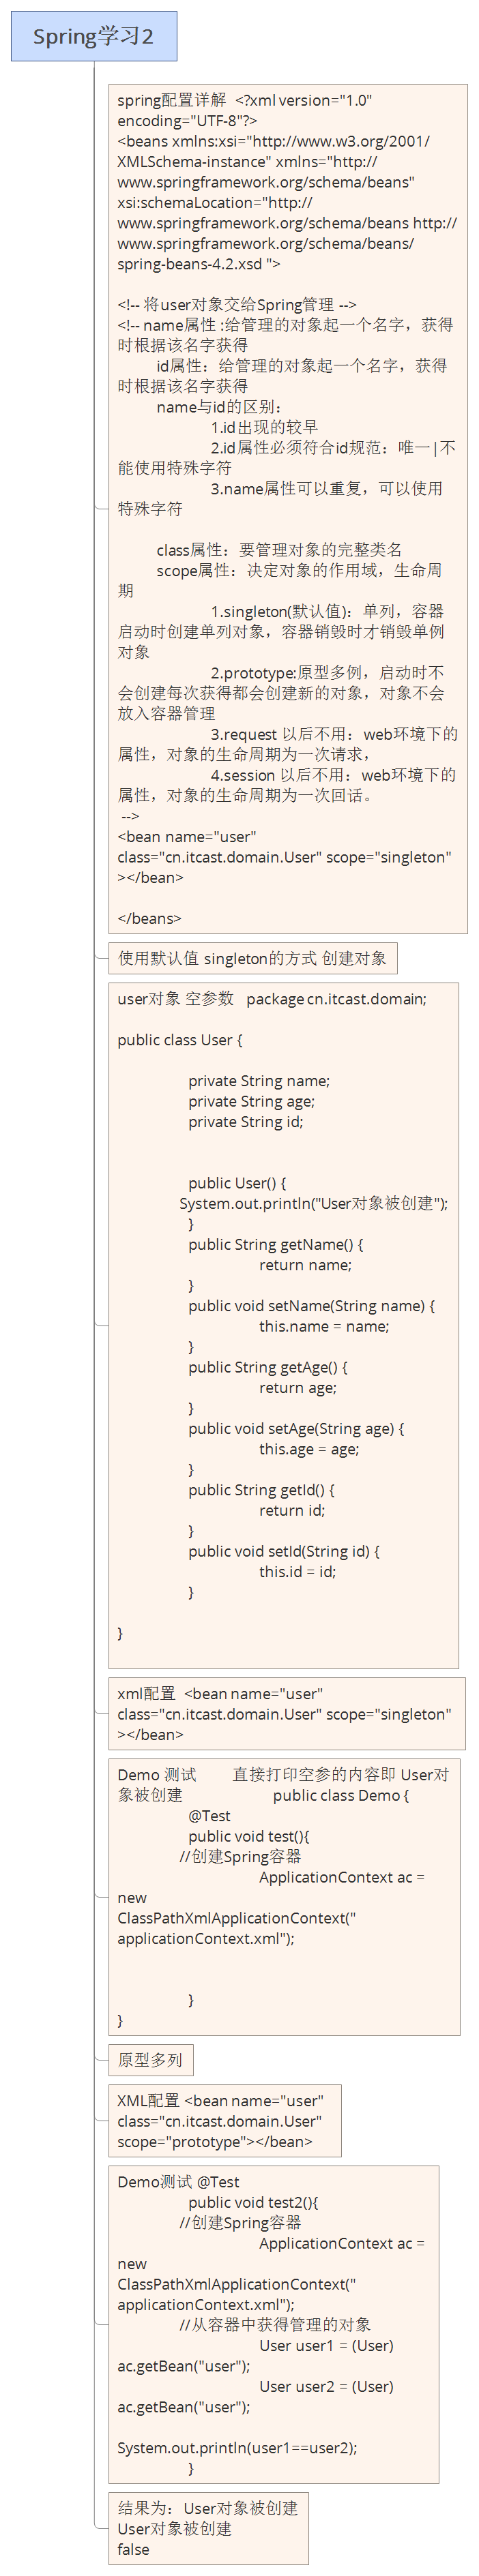 Spring学习2
spring配置详解  <?xml version="1.0"
encoding="UTF-8"?>
<beans xmlns:xsi="http://www.w3.org/2001/
XMLSchema-instance" xmlns="http://
www.springframework.org/schema/beans"
xsi:schemaLocation="http://
www.springframework.org/schema/beans http://
www.springframework.org/schema/beans/
spring-beans-4.2.xsd ">
<!-- 将user对象交给Spring管理 -->
<!-- name属性 :给管理的对象起一个名字，获得
时根据该名字获得
id属性：给管理的对象起一个名字，获得
时根据该名字获得
name与id的区别：
1.id出现的较早
2.id属性必须符合id规范：唯一|不
能使用特殊字符
3.name属性可以重复，可以使用
特殊字符
class属性：要管理对象的完整类名
scope属性：决定对象的作用域，生命周
期
1.singleton(默认值)：单列，容器
启动时创建单列对象，容器销毁时才销毁单例
对象
2.prototype:原型多例，启动时不
会创建每次获得都会创建新的对象，对象不会
放入容器管理
3.request 以后不用：web环境下的
属性，对象的生命周期为一次请求，
4.session 以后不用：web环境下的
属性，对象的生命周期为一次回话。
-->
<bean name="user"
class="cn.itcast.domain.User" scope="singleton"
></bean>
</beans>
使用默认值 singleton的方式 创建对象
user对象 空参数   package cn.itcast.domain;
public class User {
private String name;
private String age;
private String id;
public User() {
System.out.println("User对象被创建");
}
public String getName() {
return name;
}
public void setName(String name) {
this.name = name;
}
public String getAge() {
return age;
}
public void setAge(String age) {
this.age = age;
}
public String getId() {
return id;
}
public void setId(String id) {
this.id = id;
}
}
xml配置  <bean name="user"
class="cn.itcast.domain.User" scope="singleton"
></bean>
Demo 测试        直接打印空参的内容即 User对
象被创建                    public class Demo {
@Test
public void test(){
//创建Spring容器
ApplicationContext ac =
new
ClassPathXmlApplicationContext("
applicationContext.xml");
}
}
原型多列
XML配置 <bean name="user"
class="cn.itcast.domain.User"
scope="prototype"></bean>
Demo测试 @Test
public void test2(){
//创建Spring容器
ApplicationContext ac =
new
ClassPathXmlApplicationContext("
applicationContext.xml");
//从容器中获得管理的对象
User user1 = (User)
ac.getBean("user");
User user2 = (User)
ac.getBean("user");
System.out.println(user1==user2);
}
结果为：User对象被创建
User对象被创建
false